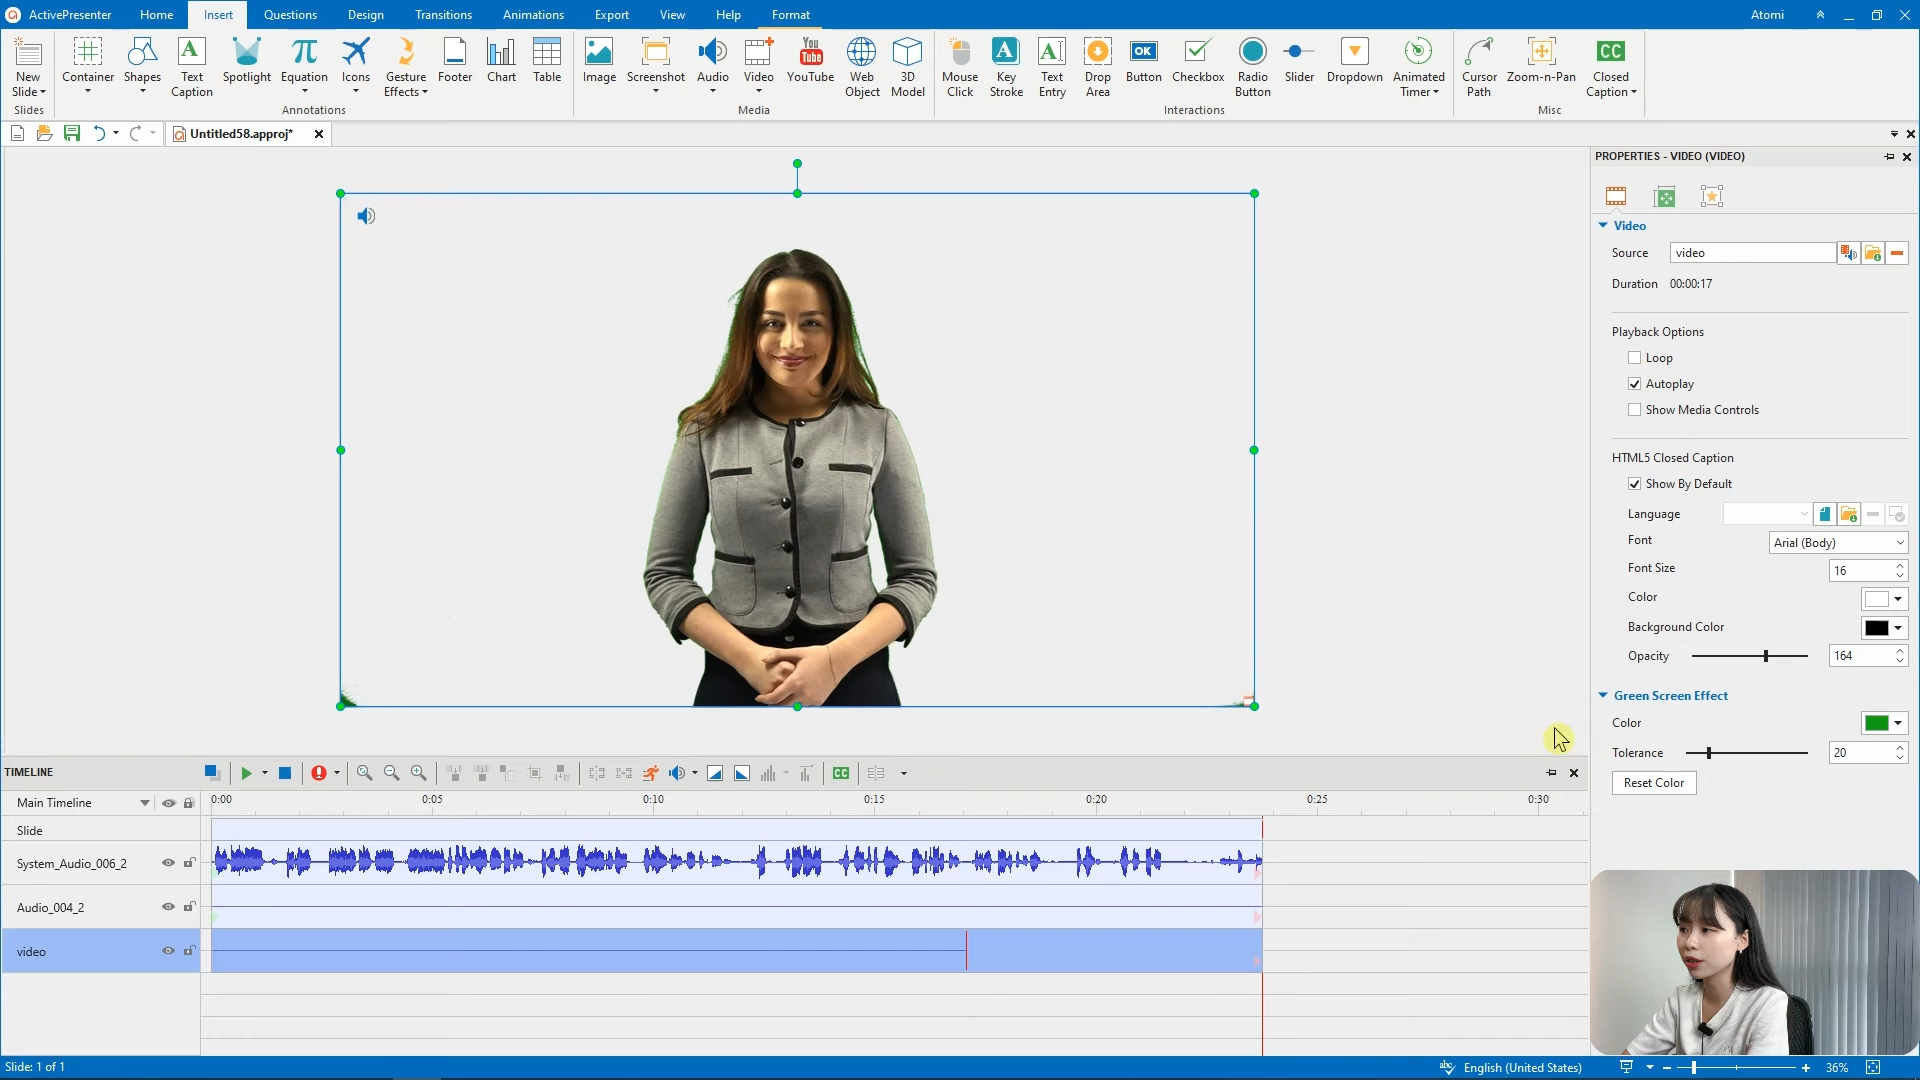 ActivePresenter Home Insert Questions Design Transitions Animations Export View Help Format Atomi
New Slide
Container
Shapes
Text Caption
Spotlight
Equation
Icons
Gesture Effects
Footer
Chart
Table
Image
Screenshot
Audio
Video
You Tube
YouTube
Web Object
3D Model
Mouse Click
Key Stroke
Text Entry
Drop Area
OK
Button
Checkbox
Radio Button
Slider
Dropdown
Animated Timer
Cursor Path
Zoom-n-Pan
CC
Closed Caption
Slides Annotations Media Interactions Misc
Untitled58.approj*
PROPERTIES - VIDEO (VIDEO)
Video
Source video
Duration 00:00:17
Playback Options
Loop
Autoplay
Show Media Controls
HTML5 Closed Caption
Show By Default
Language
Font Arial (Body)
Font Size 16
Color
Background Color
Opacity 164
Green Screen Effect
Color
Tolerance 20
Reset Color
TIMELINE
CC
Main Timeline 0:00 0:05 0:10 0:15 0:20 0:25 0:30
Slide
System_Audio_006_2
Audio_004_2
video
Slide: 1 of 1 abc English (United States) 36%